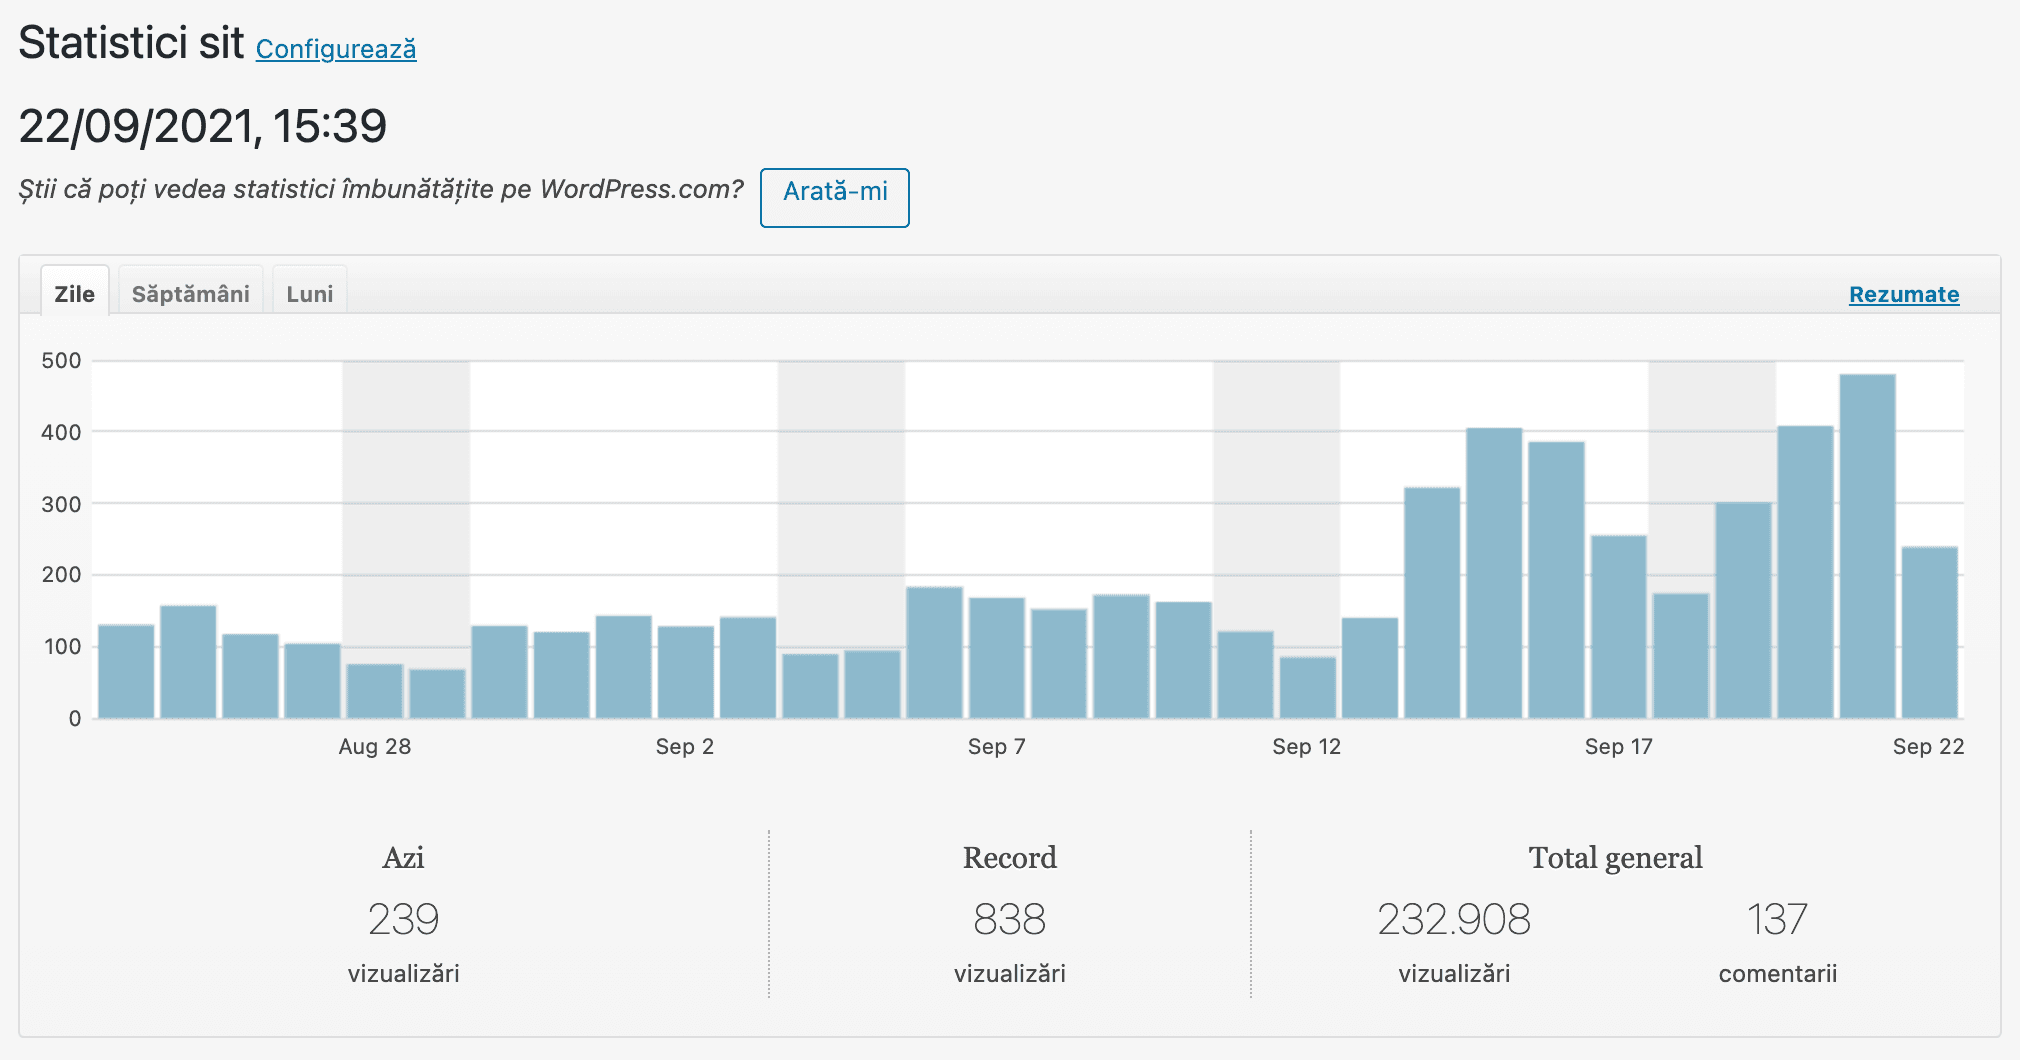 Statistici sit Configurează
22/09/2021, 15:39
Știi că poți vedea statistici îmbunătățite pe WordPress.com? Arată-mi
Zile Săptămâni Luni Rezumate
500
400
300
200
100
0
Aug 28 Sep 2 Sep 7 Sep 12 Sep 17 Sep 22
Azi Record Total general
239 838 232.908 137
vizualizări vizualizări vizualizări comentarii